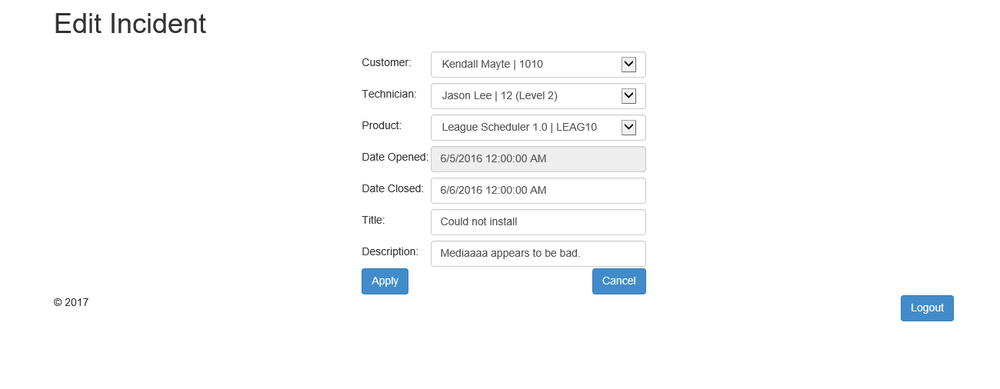 Edit Incident
Customer: Kendall Mayte | 1010
Technician: Jason Lee | 12 (Level 2)
Product: League Scheduler 1.0 | LEAG10
Date Opened: 6/5/2016 12:00:00 AM
Date Closed: 6/6/2016 12:00:00 AM
Title: Could not install
Description: Mediaaaa appears to be bad.
Apply Cancel
© 2017 Logout